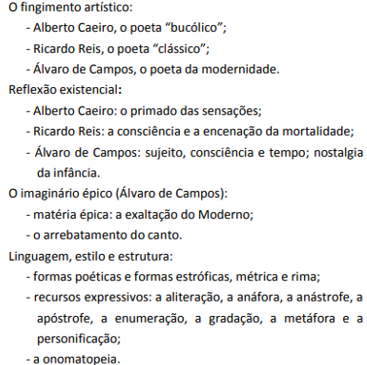 O fingimento artístico:
- Alberto Caeiro, o poeta “bucólico”;
- Ricardo Reis, o poeta “clássico”;
- Álvaro de Campos, o poeta da modernidade.
Reflexão existencial:
- Alberto Caeiro: o primado das sensações;
- Ricardo Reis: a consciência e a encenação da mortalidade;
- Álvaro de Campos: sujeito, consciência e tempo; nostalgia
da infância.
O imaginário épico (Álvaro de Campos):
- matéria épica: a exaltação do Moderno;
- o arrebatamento do canto.
Linguagem, estilo e estrutura:
- formas poéticas e formas estróficas, métrica e rima;
- recursos expressivos: a aliteração, a anáfora, a anástrofe, a
apóstrofe, a enumeração, a gradação, a metáfora e a
personificação;
- a onomatopeia.